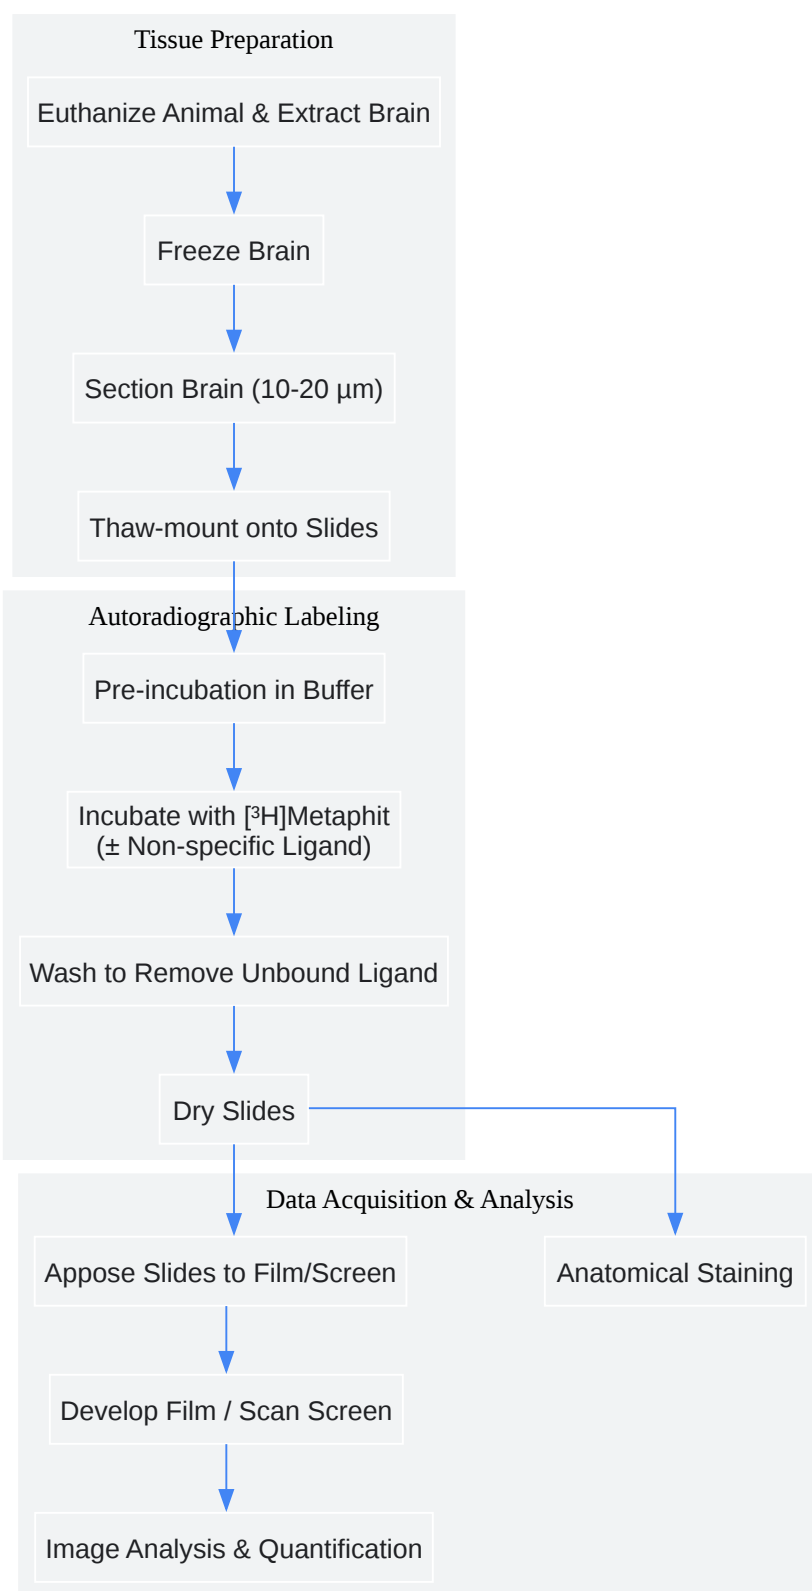 Tissue Preparation
Euthanize Animal & Extract Brain
Freeze Brain
Section Brain (10-20 µm)
Thaw-mount onto Slides
Autoradiographic Labeling
Pre-incubation in Buffer
Incubate with [³H]Metaphit
(± Non-specific Ligand)
Wash to Remove Unbound Ligand
Dry Slides
Data Acquisition & Analysis
Appose Slides to Film/Screen
Anatomical Staining
Develop Film / Scan Screen
Image Analysis & Quantification